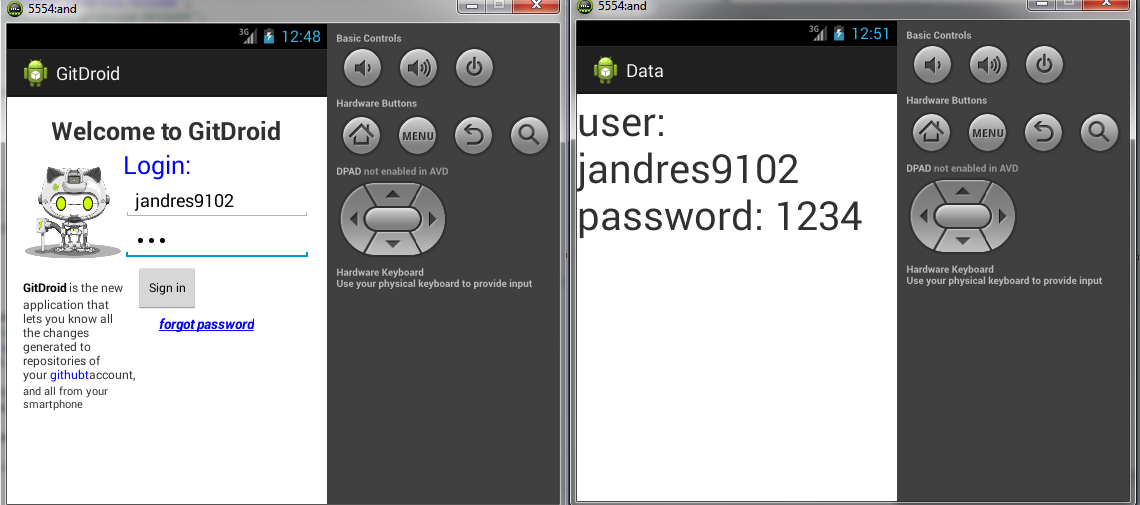 5554:and
3G 12:48
GitDroid
Welcome to GitDroid
Login:
jandres9102
•••
Sign in
forgot password
GitDroid is the new
application that
lets you know all
the changes
generated to
repositories of
your githubtaccount,
and all from your
smartphone
Basic Controls
Hardware Buttons
MENU
DPAD not enabled in AVD
Hardware Keyboard
Use your physical keyboard to provide input
5554:and
3G 12:51
Data
user:
jandres9102
password: 1234
Basic Controls
Hardware Buttons
MENU
DPAD not enabled in AVD
Hardware Keyboard
Use your physical keyboard to provide input